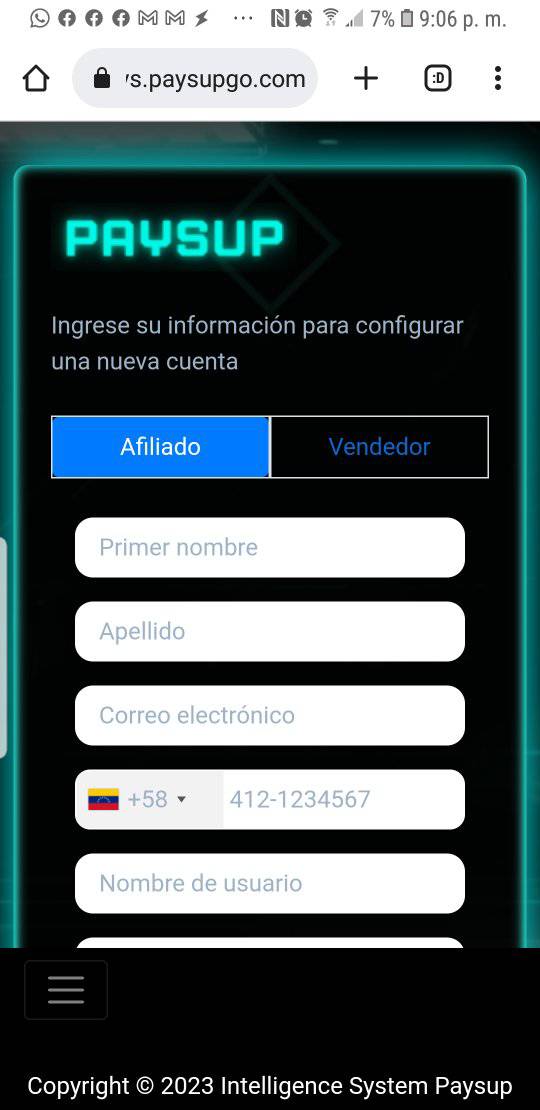 7% 9:06 p. m.
/s.paysupgo.com
:D
PAYSUP
Ingrese su información para configurar
una nueva cuenta
Afiliado
Vendedor
Primer nombre
Apellido
Correo electrónico
+58 412-1234567
Nombre de usuario
Copyright © 2023 Intelligence System Paysup